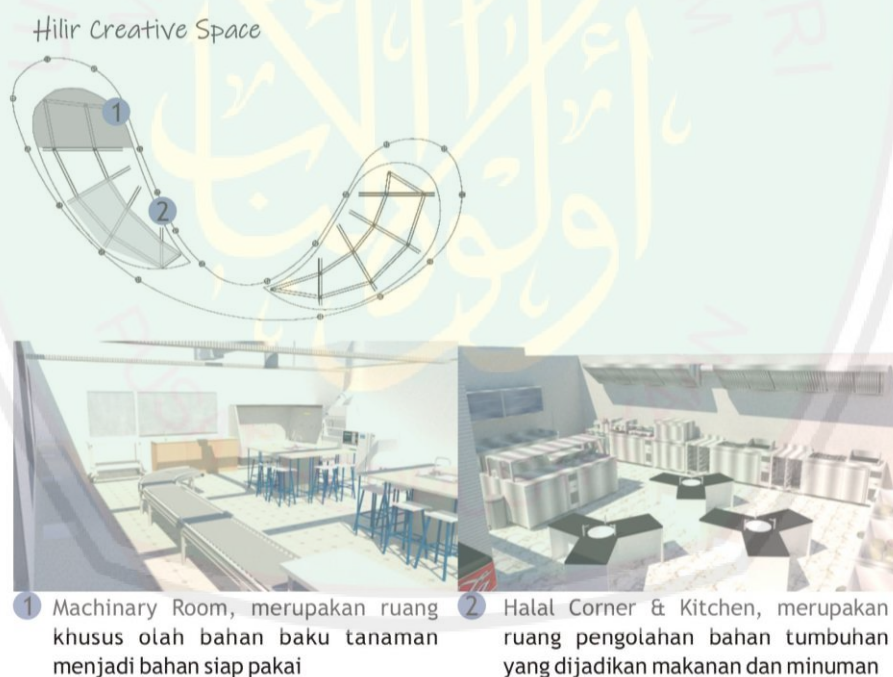 Hilir Creative Space
1
2
1 Machinary Room, merupakan ruang
khusus olah bahan baku tanaman
menjadi bahan siap pakai
2 Halal Corner & Kitchen, merupakan
ruang pengolahan bahan tumbuhan
yang dijadikan makanan dan minuman